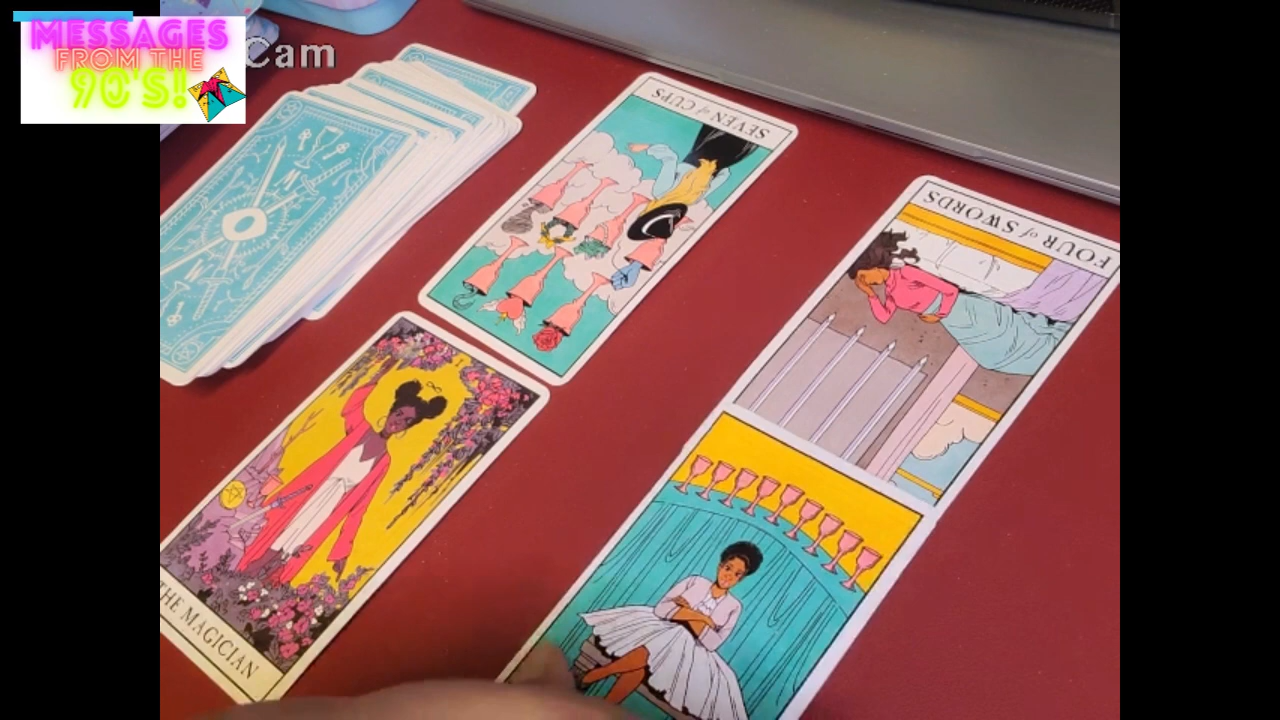 MESSAGES
FROM THE
90'S!
Cam
SEVEN of CUPS
FOUR of SWORDS
THE MAGICIAN